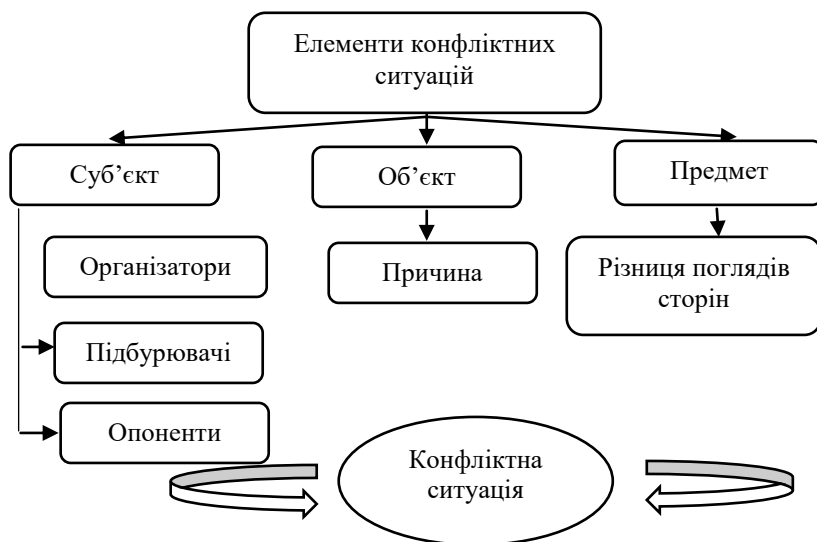 Елементи конфліктних
ситуацій
Суб’єкт
Об’єкт
Предмет
Організатори
Причина
Різниця поглядів
сторін
Підбурювачі
Опоненти
Конфліктна
ситуація